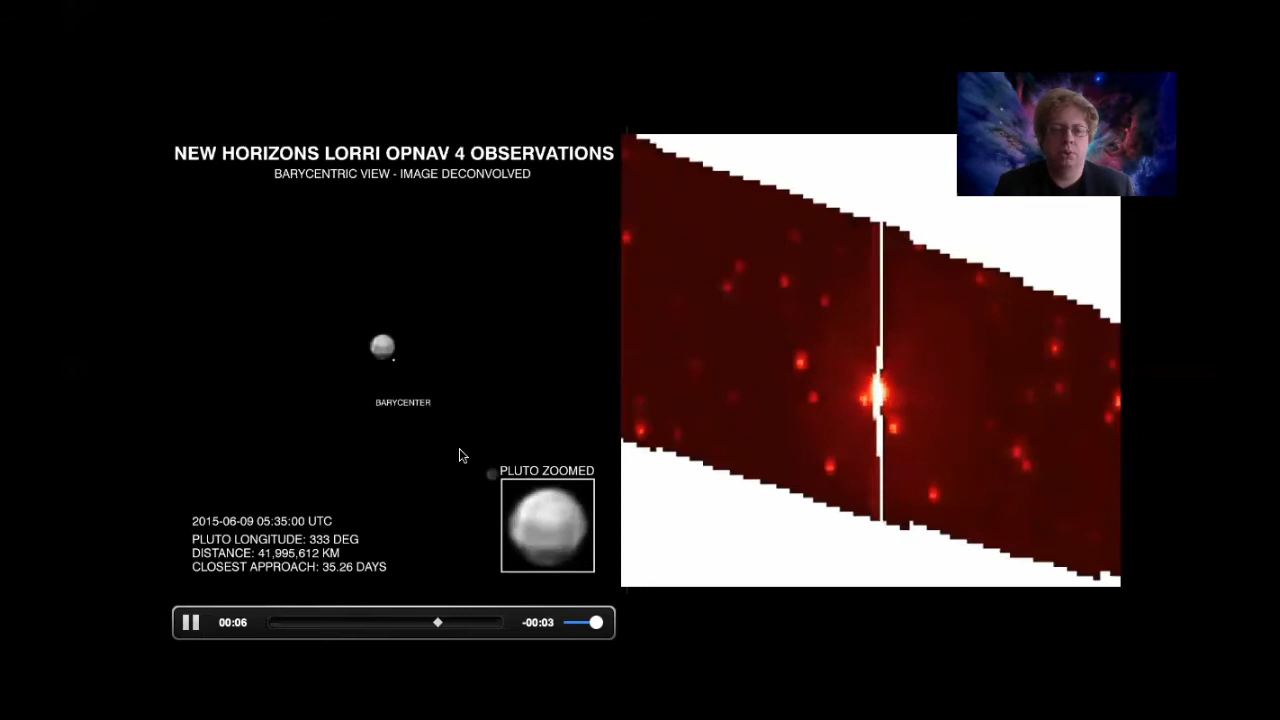 NEW HORIZONS LORRI OPNAV 4 OBSERVATIONS
BARYCENTRIC VIEW - IMAGE DECONVOLVED
BARYCENTER
PLUTO ZOOMED
2015-06-09 05:35:00 UTC
PLUTO LONGITUDE: 333 DEG
DISTANCE: 41,995,612 KM
CLOSEST APPROACH: 35.26 DAYS
00:06
-00:03